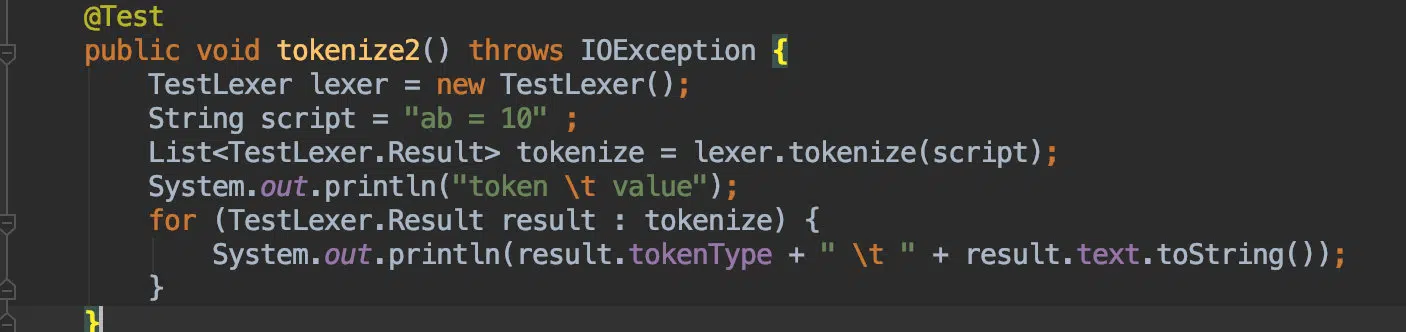 @Test
public void tokenize2() throws IOException {
    TestLexer lexer = new TestLexer();
    String script = "ab = 10" ;
    List<TestLexer.Result> tokenize = lexer.tokenize(script);
    System.out.println("token \t value");
    for (TestLexer.Result result : tokenize) {
        System.out.println(result.tokenType + " \t " + result.text.toString());
    }
}